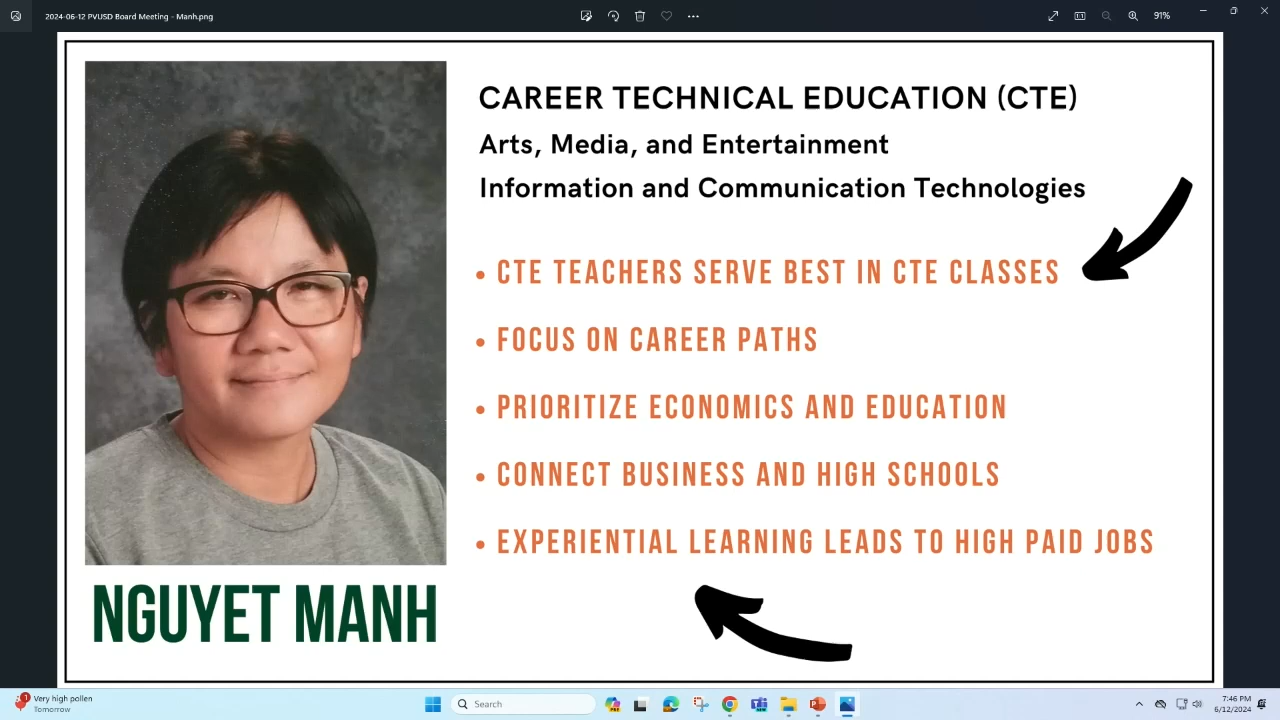 2024-06-12 PVUSD Board Meeting - Manh.png
91%
CAREER TECHNICAL EDUCATION (CTE)
Arts, Media, and Entertainment
Information and Communication Technologies
• CTE TEACHERS SERVE BEST IN CTE CLASSES
• FOCUS ON CAREER PATHS
• PRIORITIZE ECONOMICS AND EDUCATION
• CONNECT BUSINESS AND HIGH SCHOOLS
• EXPERIENTIAL LEARNING LEADS TO HIGH PAID JOBS
NGUYET MANH
1
Very high pollen
Tomorrow
Search
7:46 PM
6/12/2024